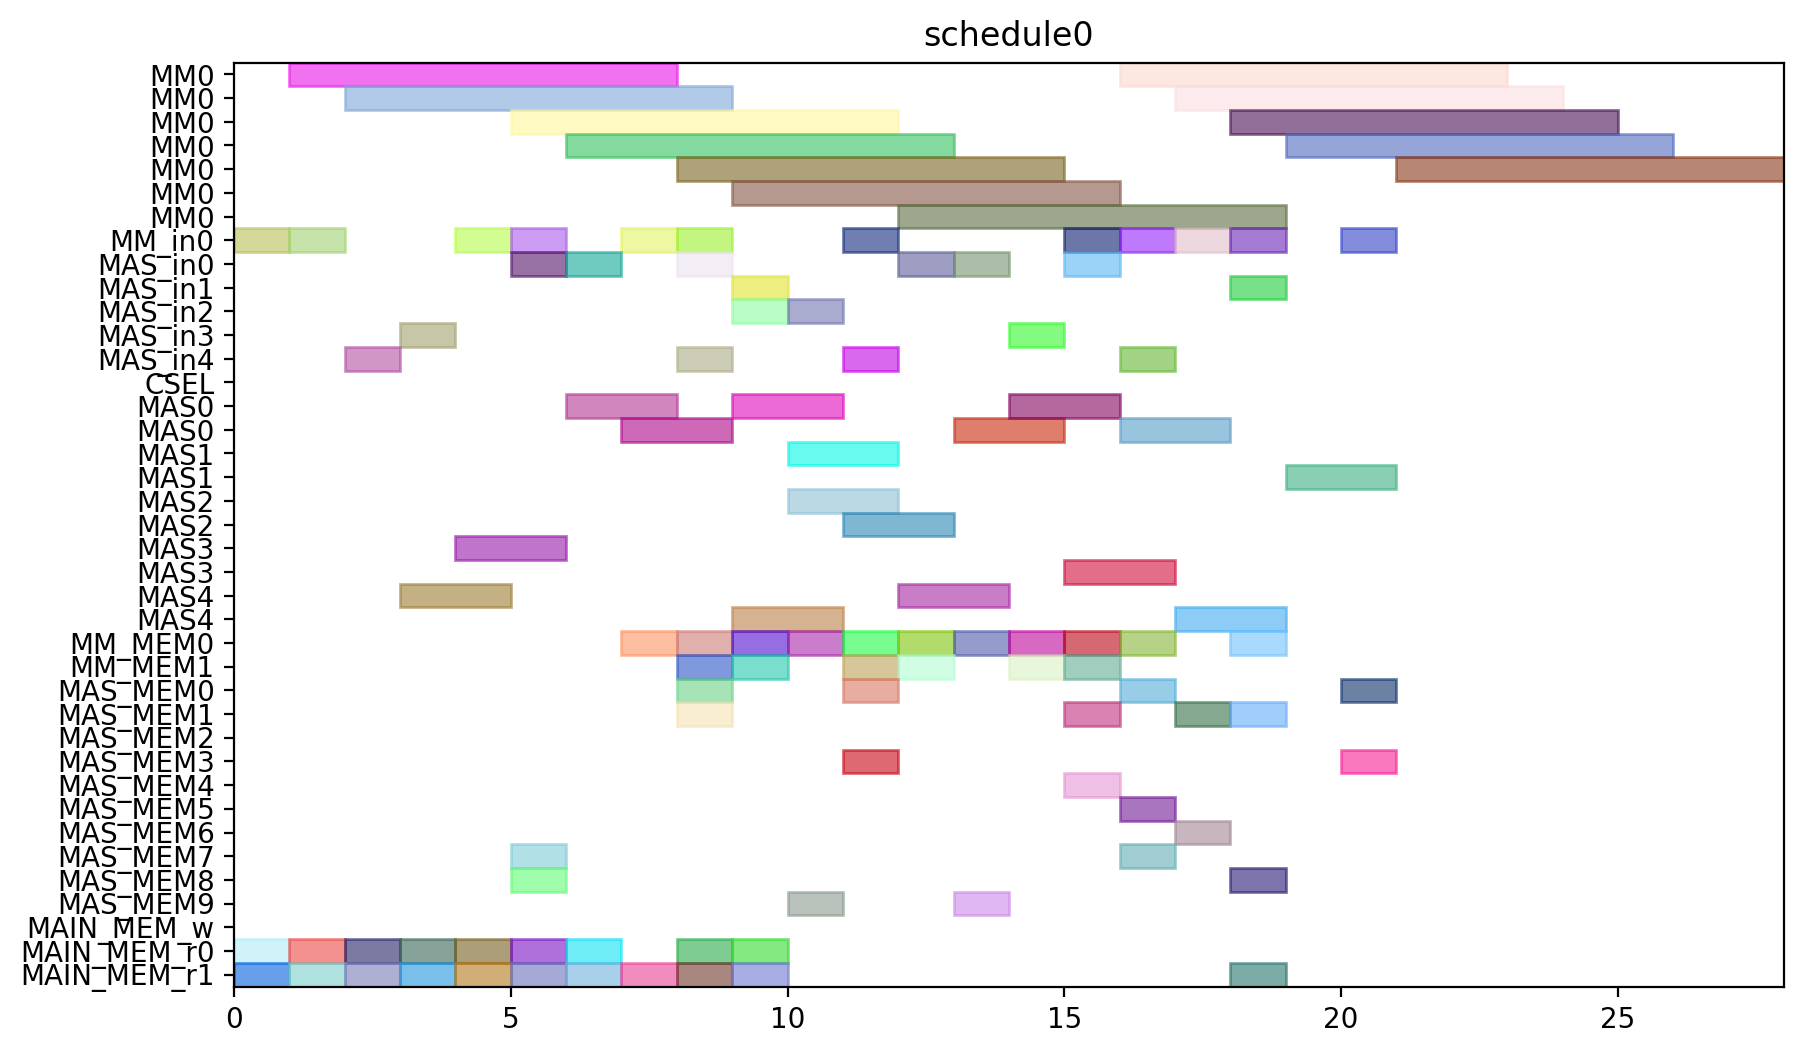 schedule0
MM0
MM0
MM0
MM0
MM0
MM0
MM0
MM_in0
MAS_in0
MAS_in1
MAS_in2
MAS_in3
MAS_in4
CSEL
MAS0
MAS0
MAS1
MAS1
MAS2
MAS2
MAS3
MAS3
MAS4
MAS4
MM_MEM0
MM_MEM1
MAS_MEM0
MAS_MEM1
MAS_MEM2
MAS_MEM3
MAS_MEM4
MAS_MEM5
MAS_MEM6
MAS_MEM7
MAS_MEM8
MAS_MEM9
MAIN_MEM_w
MAIN_MEM_r0
MAIN_MEM_r1
0 5 10 15 20 25